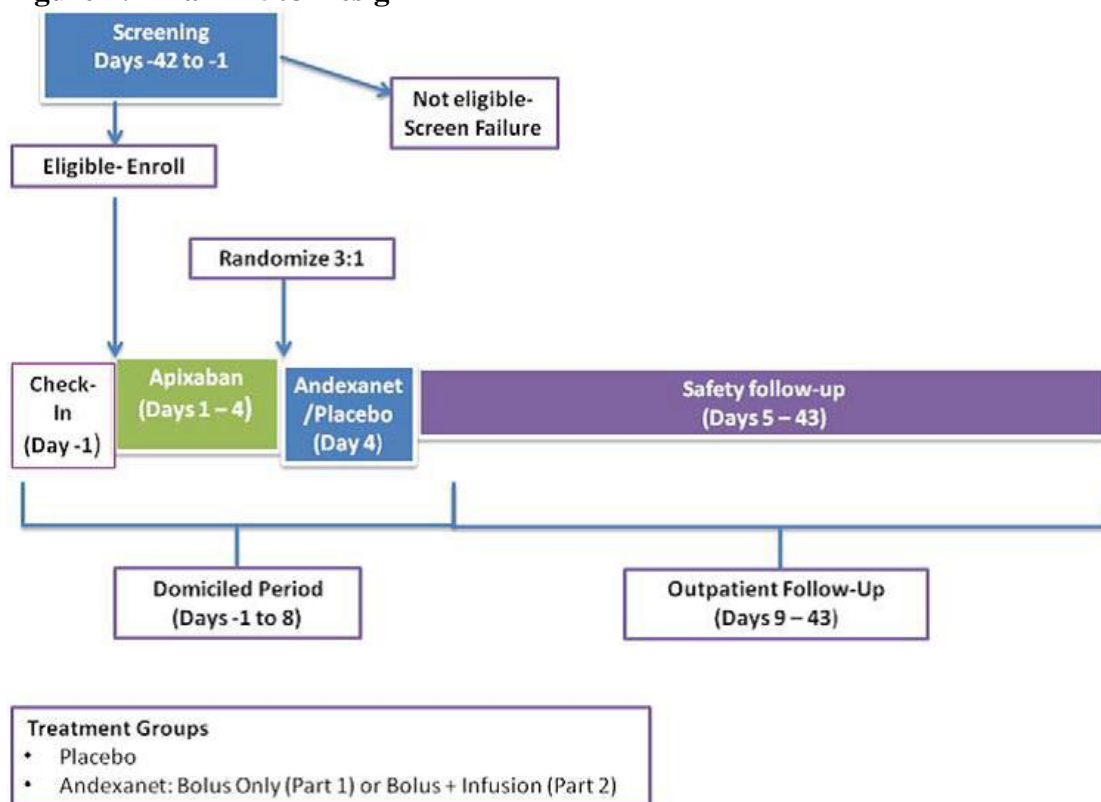 Screening
Days -42 to -1
Not eligible-
Screen Failure
Eligible- Enroll
Randomize 3:1
Check-
In
(Day -1)
Apixaban
(Days 1 – 4)
Andexanet
/Placebo
(Day 4)
Safety follow-up
(Days 5 – 43)
Domiciled Period
(Days -1 to 8)
Outpatient Follow-Up
(Days 9 – 43)
Treatment Groups
• Placebo
• Andexanet: Bolus Only (Part 1) or Bolus + Infusion (Part 2)